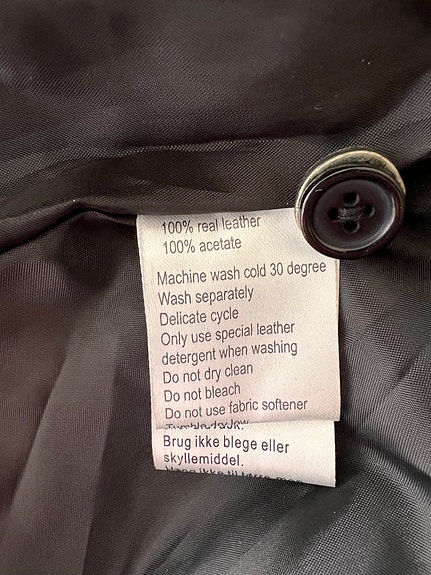 100% real leather
100% acetate
Machine wash cold 30 degree
Wash separately
Delicate cycle
Only use special leather
detergent when washing
Do not dry clean
Do not bleach
Do not use fabric softener
Brug ikke blege eller
skyllemiddel.